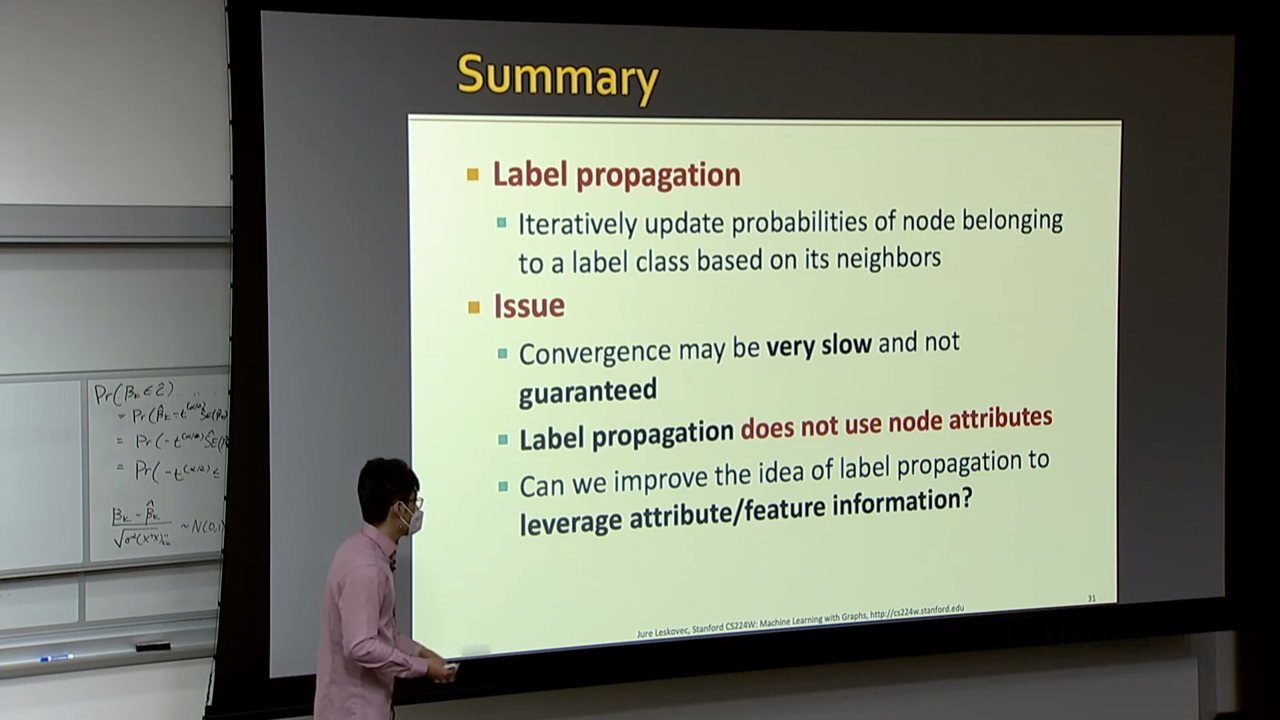 Summary
Label propagation
Iteratively update probabilities of node belonging
to a label class based on its neighbors
Issue
Convergence may be very slow and not
guaranteed
Label propagation does not use node attributes
Can we improve the idea of label propagation to
leverage attribute/feature information?
31
Jure Leskovec, Stanford CS224W: Machine Learning with Graphs, http://cs224w.stanford.edu
= Pr(
= Pr(-t
= Pr(-t
~ N(0,1